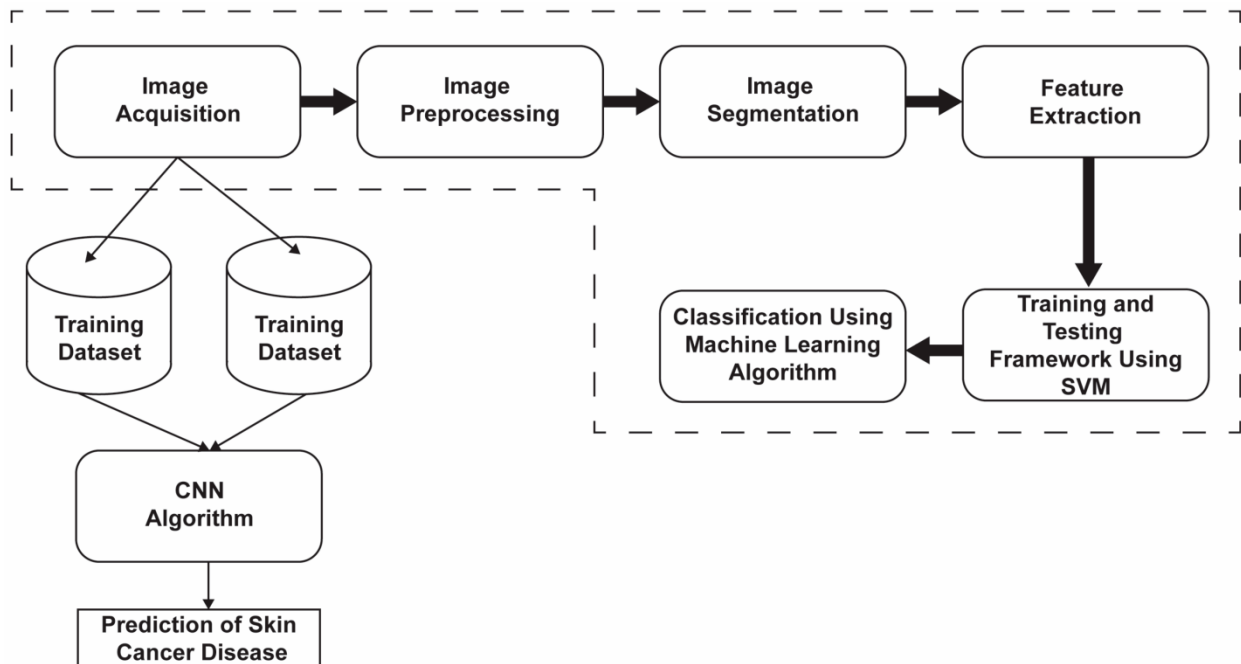 Image
Acquisition
Image
Preprocessing
Image
Segmentation
Feature
Extraction
Training
Dataset
Training
Dataset
Classification Using
Machine Learning
Algorithm
Training and
Testing
Framework Using
SVM
CNN
Algorithm
Prediction of Skin
Cancer Disease